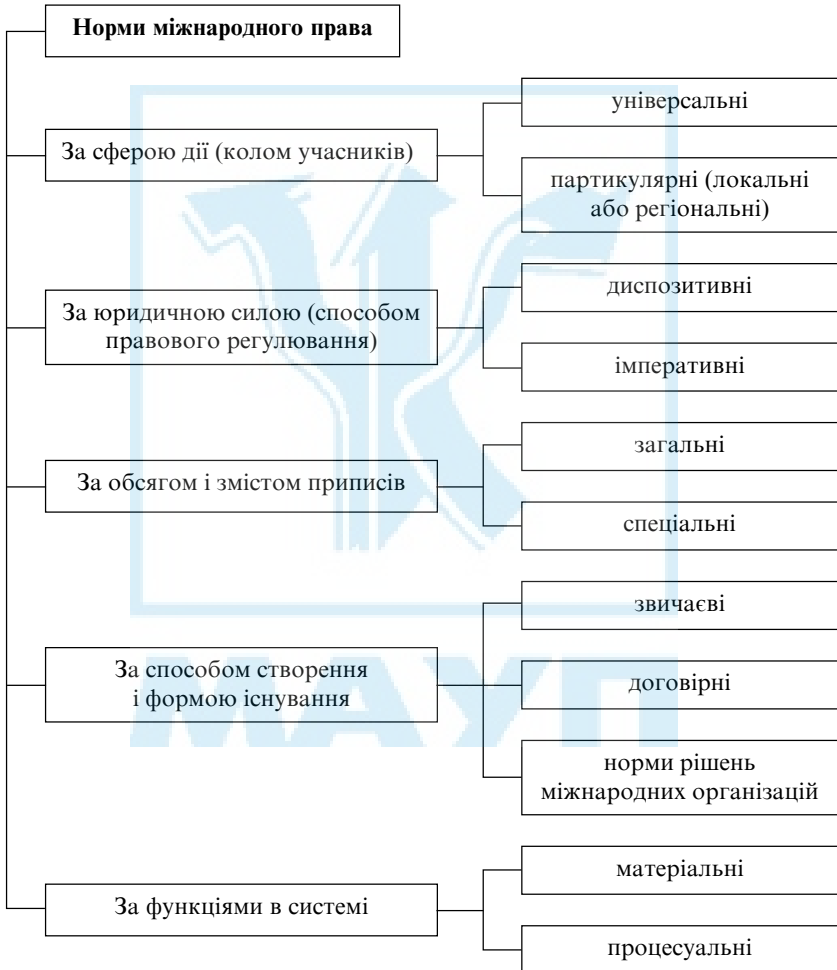 Норми міжнародного права
За сферою дії (колом учасників)
універсальні
партикулярні (локальні
або регіональні)
За юридичною силою (способом
правового регулювання)
диспозитивні
імперативні
За обсягом і змістом приписів
загальні
спеціальні
За способом створення
і формою існування
звичаєві
договірні
норми рішень
міжнародних організацій
За функціями в системі
матеріальні
процесуальні
МАУП